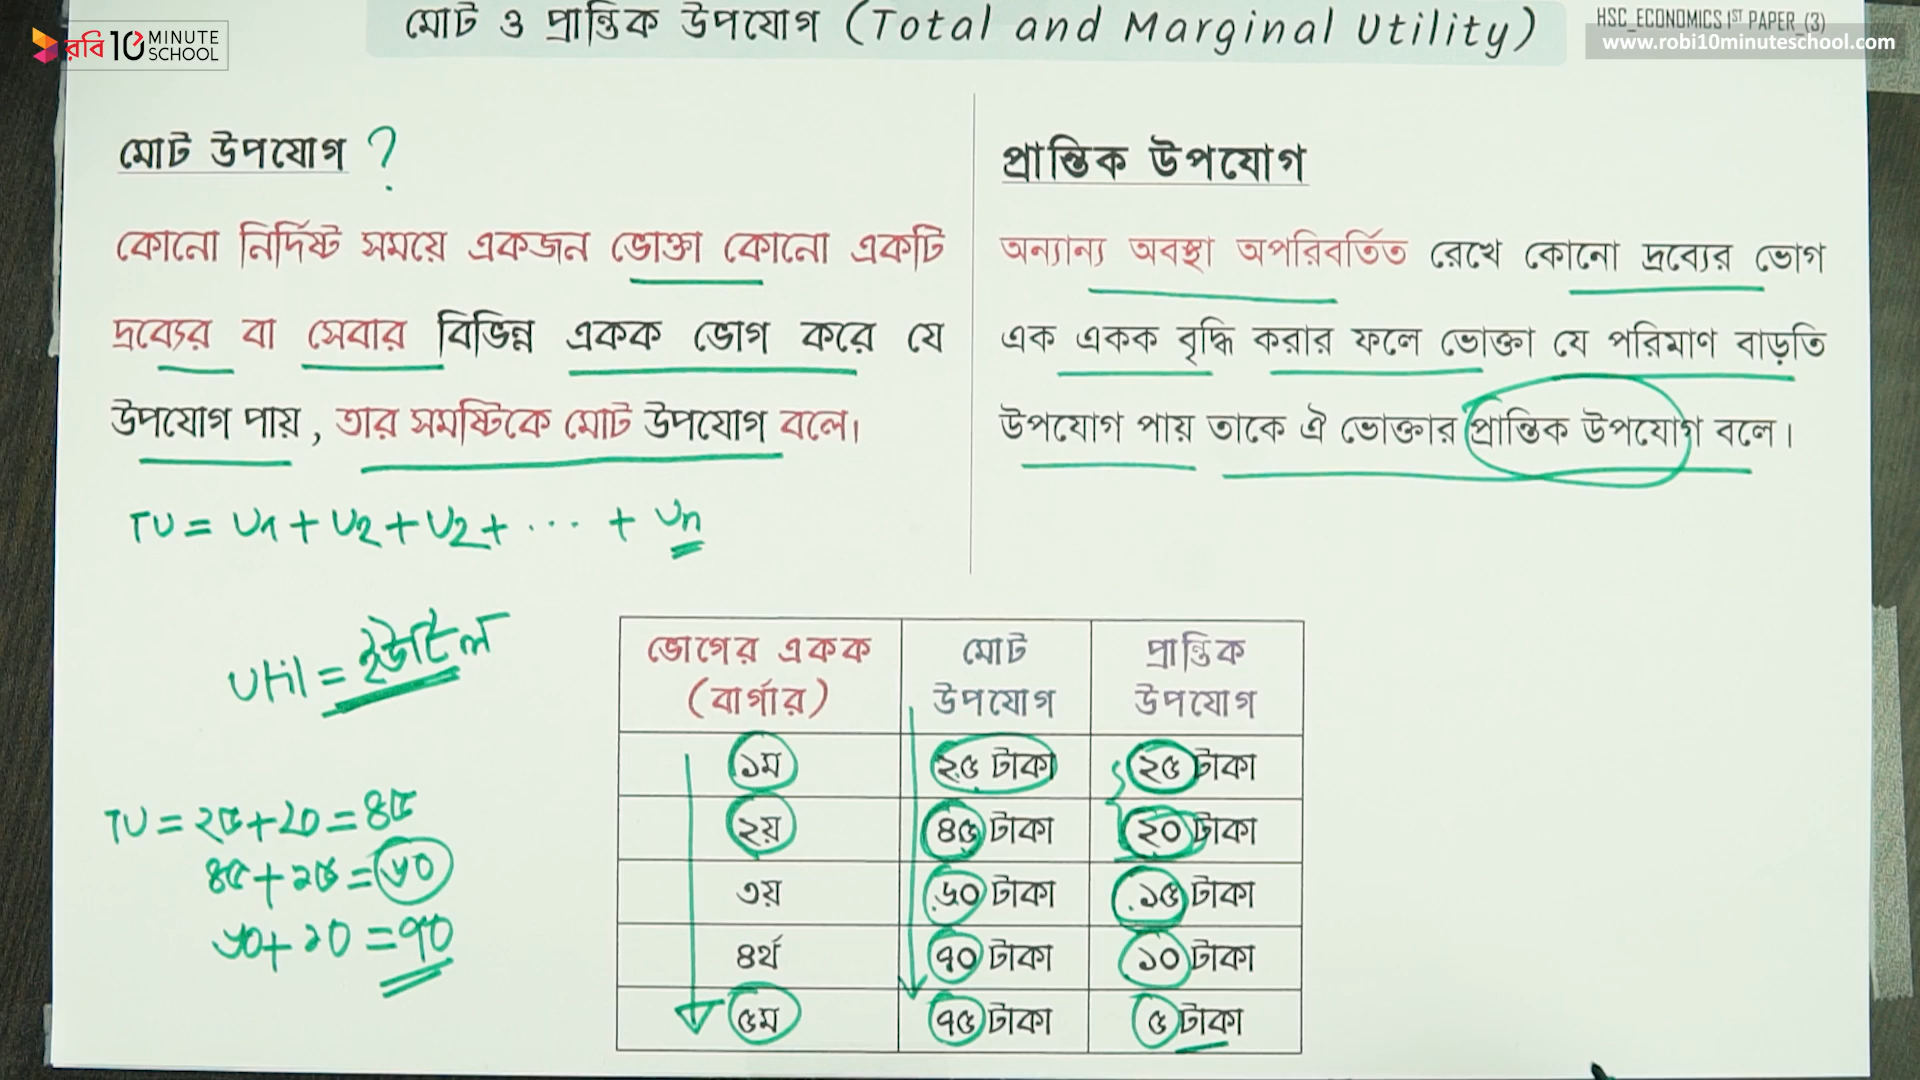 মোট ও প্রান্তিক উপযোগ (Total and Marginal Utility)
HSC_ECONOMICS 1ST PAPER_(3)
www.robi10minuteschool.com
রবি 10 MINUTE SCHOOL
মোট উপযোগ ?
কোনো নির্দিষ্ট সময়ে একজন ভোক্তা কোনো একটি
দ্রব্যের বা সেবার বিভিন্ন একক ভোগ করে যে
উপযোগ পায়, তার সমষ্টিকে মোট উপযোগ বলে।
TU = U1 + U2 + U2 + ... + Un
প্রান্তিক উপযোগ
অন্যান্য অবস্থা অপরিবর্তিত রেখে কোনো দ্রব্যের ভোগ
এক একক বৃদ্ধি করার ফলে ভোক্তা যে পরিমাণ বাড়তি
উপযোগ পায় তাকে ঐ ভোক্তার প্রান্তিক উপযোগ বলে।
Util = ইউটিল
TU = ২৫+২০ = ৪৫
৪৫+১৫ = ৬০
৬০+১০ = ৭০
ভোগের একক (বার্গার) মোট উপযোগ প্রান্তিক উপযোগ
১ম ২৫ টাকা ২৫ টাকা
২য় ৪৫ টাকা ২০ টাকা
৩য় ৬০ টাকা ১৫ টাকা
৪র্থ ৭০ টাকা ১০ টাকা
৫ম ৭৫ টাকা ৫ টাকা